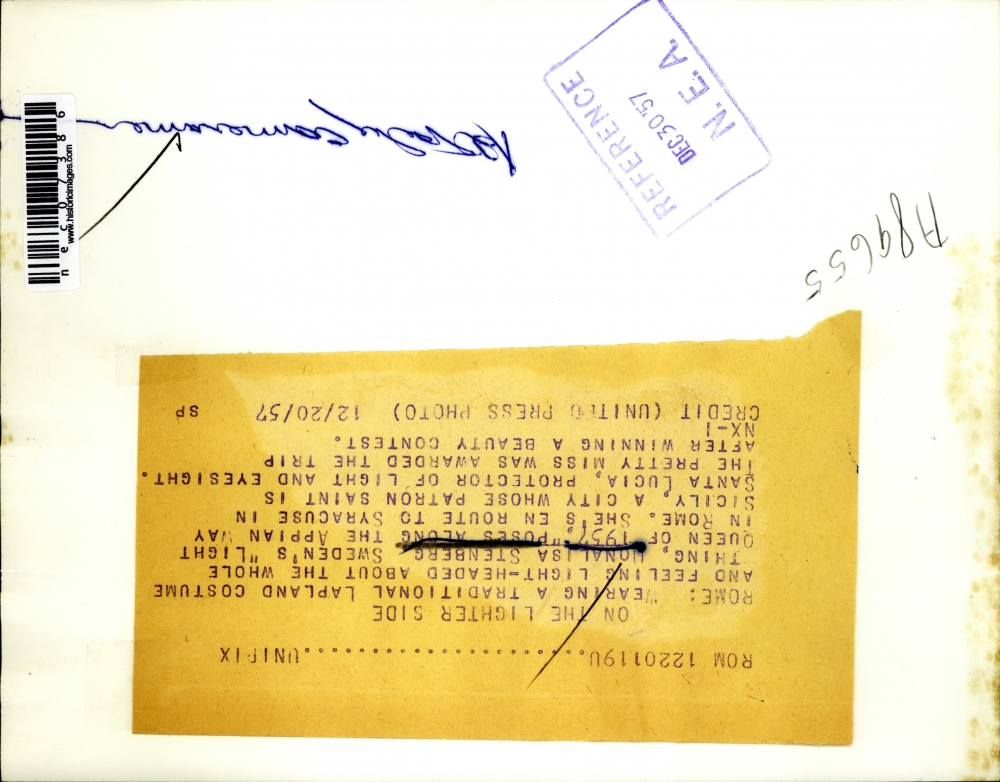 ROM 1220119U..............................UNIPIX
ON THE LIGHTER SIDE
ROME: WEARING A TRADITIONAL LAPLAND COSTUME
AND FEELING LIGHT-HEADED ABOUT THE WHOLE
THING, MONALISA STENBERG, SWEDEN'S "LIGHT
QUEEN OF 1957," POSES ALONG THE APPIAN WAY
IN ROME. SHE'S EN ROUTE TO SYRACUSE IN
SICILY, A CITY WHOSE PATRON SAINT IS
SANTA LUCIA, PROTECTOR OF LIGHT AND EYESIGHT.
THE PRETTY MISS WAS AWARDED THE TRIP
AFTER WINNING A BEAUTY CONTEST.
NX-1
CREDIT (UNITED PRESS PHOTO) 12/20/57 SP
A89655
REFERENCE
DEC 30 57
N. E. A.
nec07386
www.historicimages.com